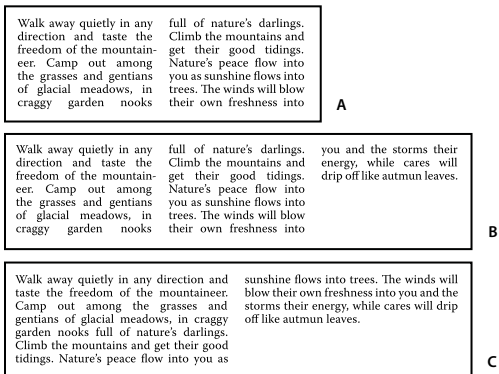 Walk away quietly in any
direction and taste the
freedom of the mountain-
eer. Camp out among
the grasses and gentians
of glacial meadows, in
craggy garden nooks
full of nature's darlings.
Climb the mountains and
get their good tidings.
Nature's peace flow into
you as sunshine flows into
trees. The winds will blow
their own freshness into
A
Walk away quietly in any
direction and taste the
freedom of the mountain-
eer. Camp out among
the grasses and gentians
of glacial meadows, in
craggy garden nooks
full of nature's darlings.
Climb the mountains and
get their good tidings.
Nature's peace flow into
you as sunshine flows into
trees. The winds will blow
their own freshness into
you and the storms their
energy, while cares will
drip off like autmun leaves.
B
Walk away quietly in any direction and
taste the freedom of the mountaineer.
Camp out among the grasses and
gentians of glacial meadows, in craggy
garden nooks full of nature's darlings.
Climb the mountains and get their good
tidings. Nature's peace flow into you as
sunshine flows into trees. The winds will
blow their own freshness into you and the
storms their energy, while cares will drip
off like autmun leaves.
C